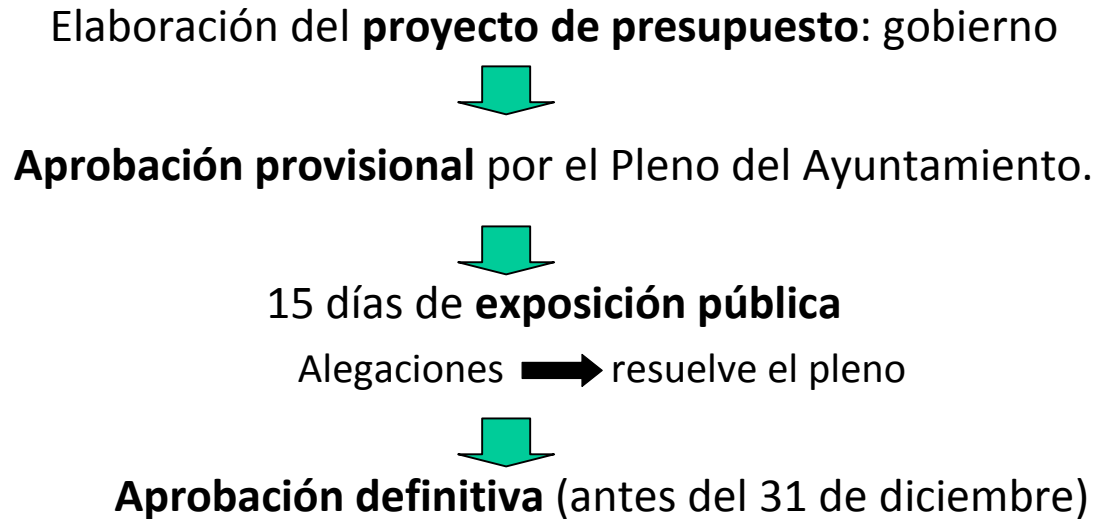 Elaboración del proyecto de presupuesto: gobierno
Aprobación provisional por el Pleno del Ayuntamiento.
15 días de exposición pública
Alegaciones resuelve el pleno
Aprobación definitiva (antes del 31 de diciembre)